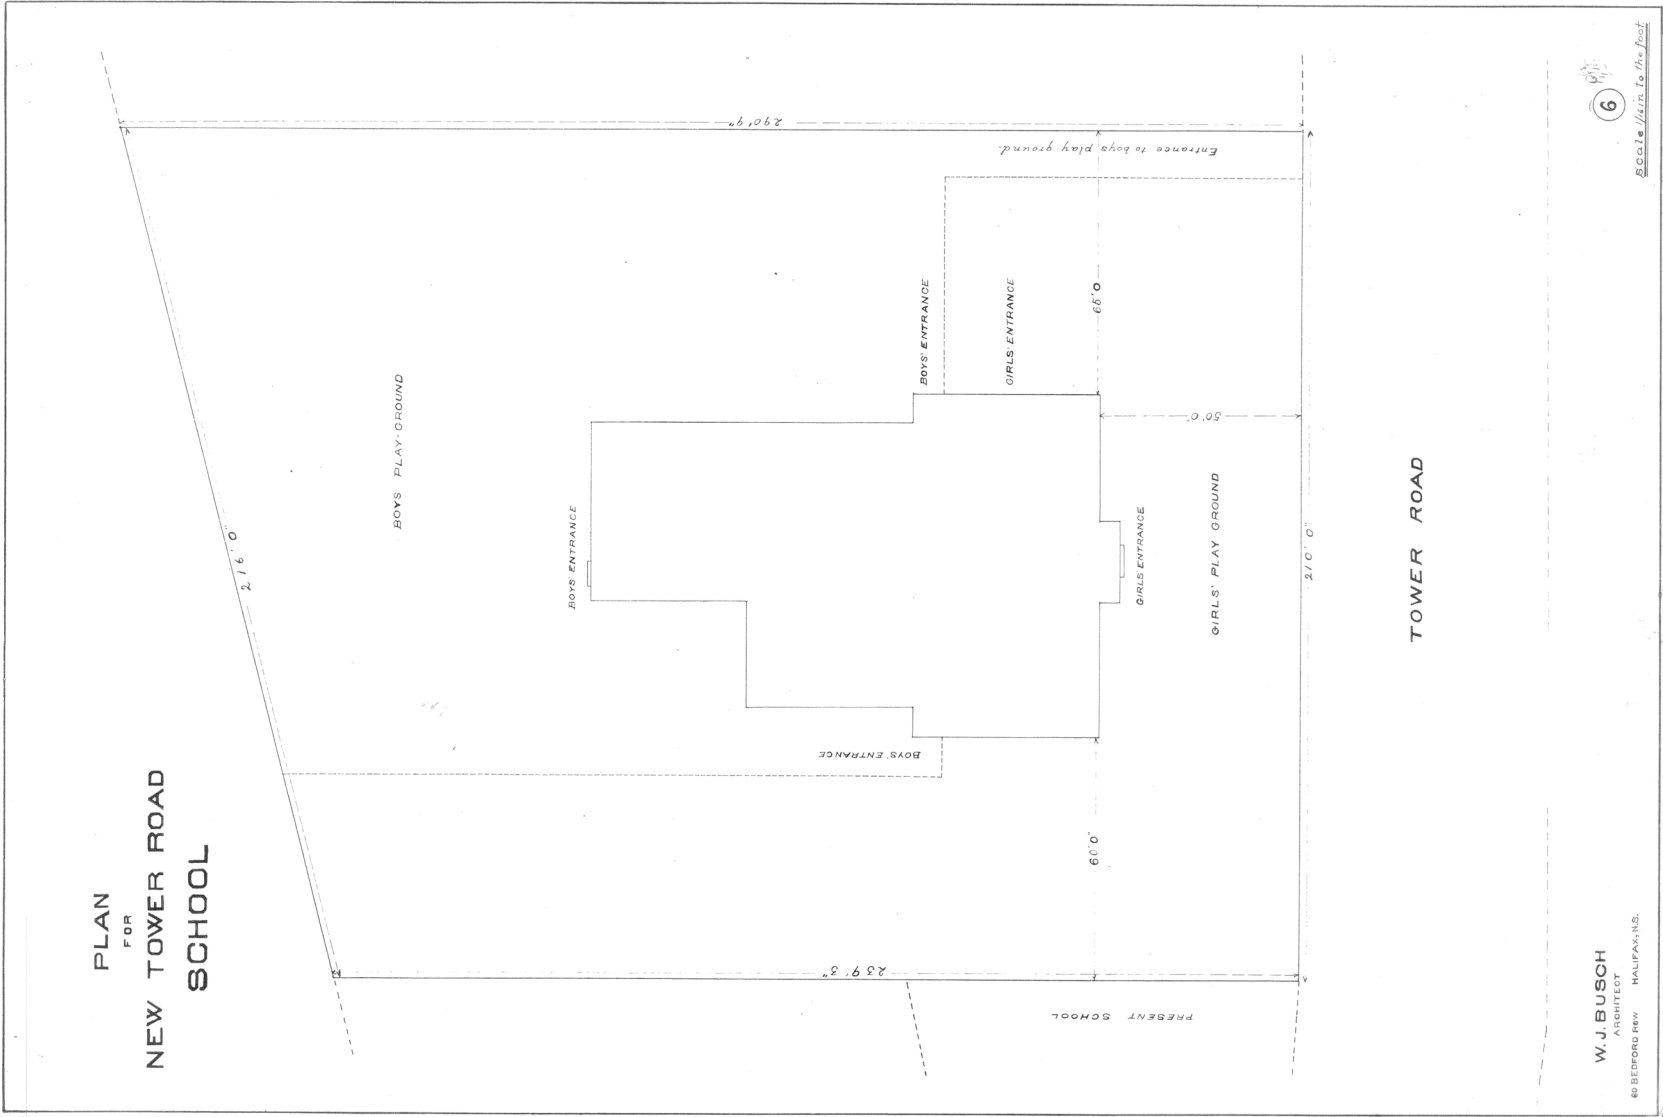 PLAN
FOR
NEW TOWER ROAD
SCHOOL
216'0"
290'9"
Entrance to boys play ground.
BOYS PLAY-GROUND
BOYS' ENTRANCE
GIRLS' ENTRANCE
65'0
50'0"
BOYS' ENTRANCE
GIRLS' ENTRANCE
GIRLS' PLAY GROUND
210'0"
TOWER ROAD
BOYS' ENTRANCE
60'0"
239'3"
PRESENT SCHOOL
6
Scale 1/16in to the foot
W. J. BUSCH
ARCHITECT
60 BEDFORD ROW HALIFAX, N.S.